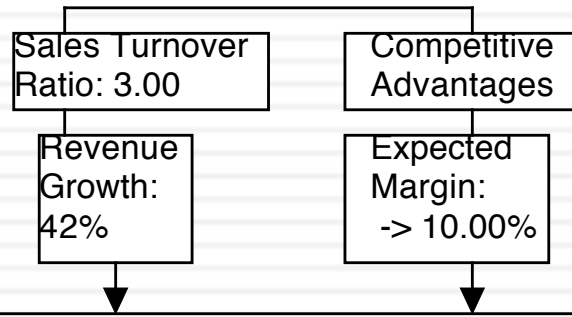 Sales Turnover
Ratio: 3.00
Competitive
Advantages
Revenue
Growth:
42%
Expected
Margin:
-> 10.00%